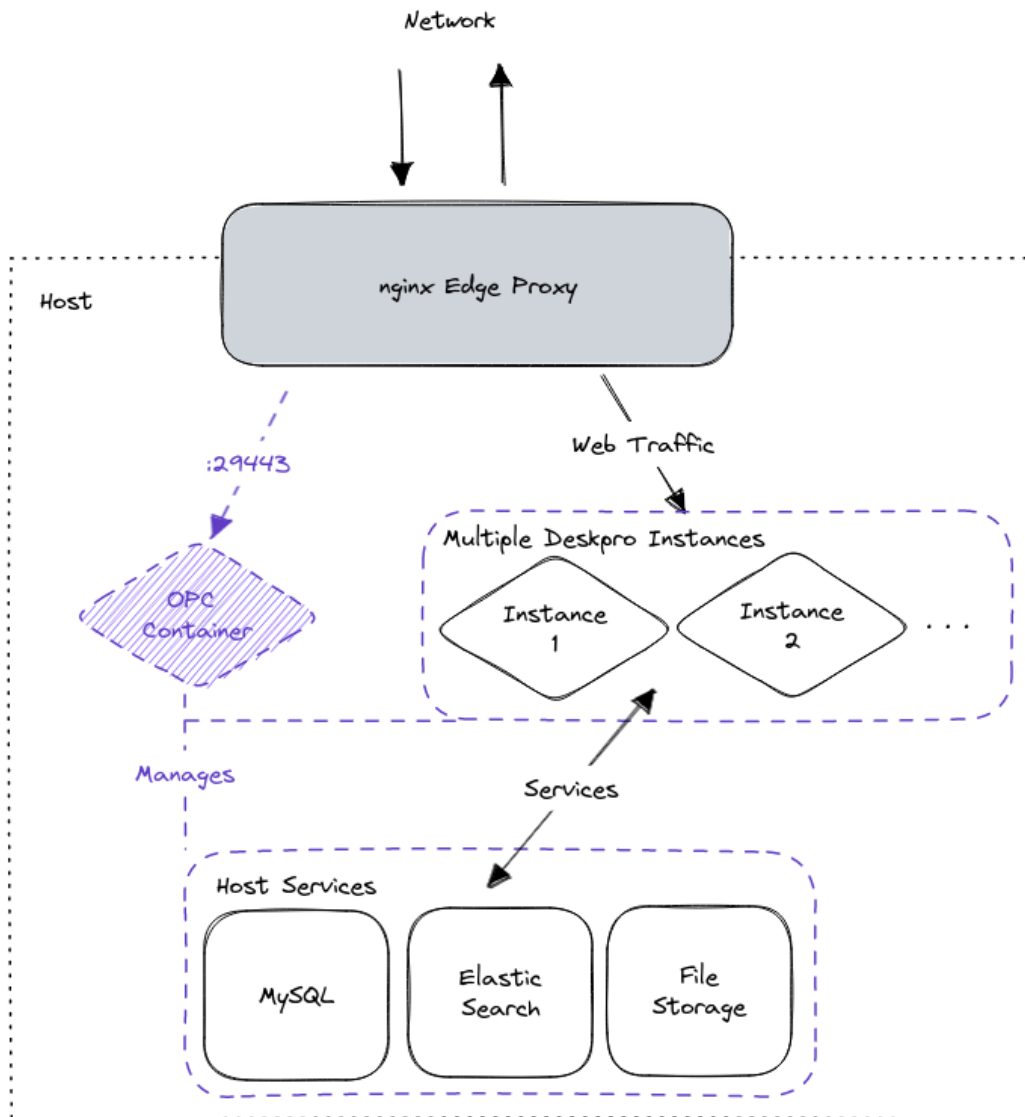 Network
nginx Edge Proxy
Host
:29443
Web Traffic
OPC
Container
Multiple Deskpro Instances
Instance
1
Instance
2
. . .
Manages
Services
Host Services
MySQL
Elastic
Search
File
Storage